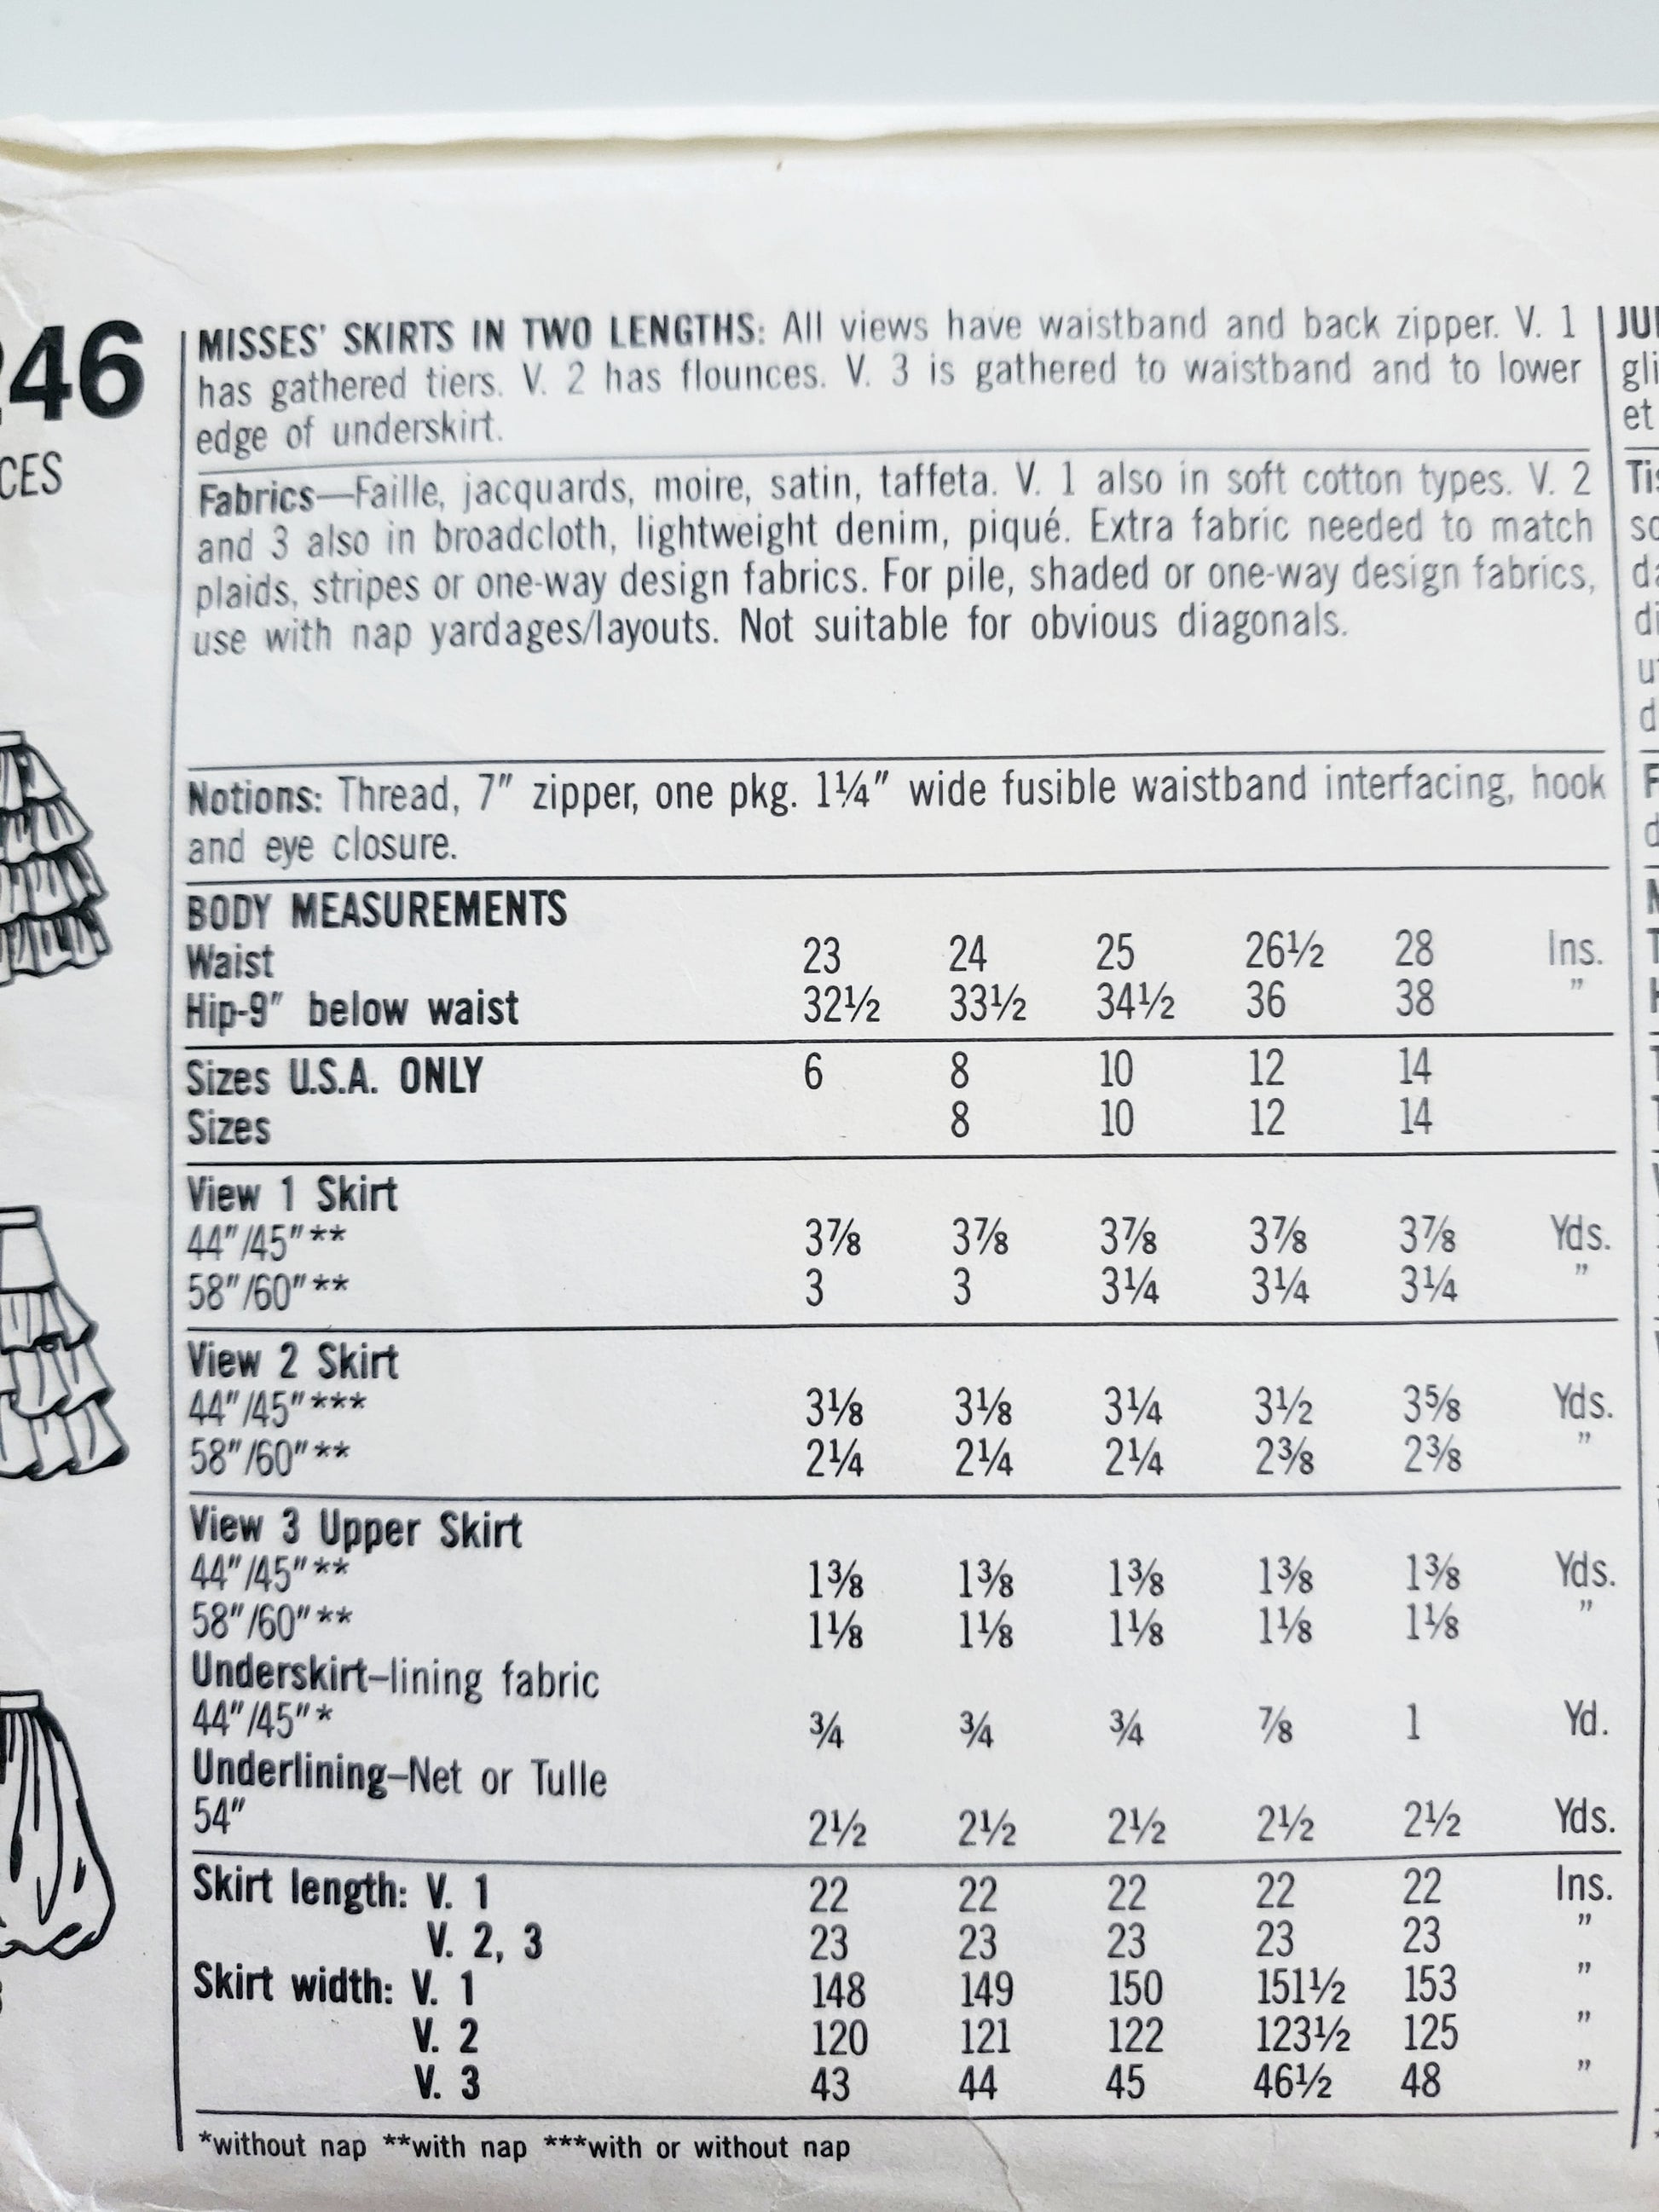 46
CES
MISSES' SKIRTS IN TWO LENGTHS: All views have waistband and back zipper. V. 1
has gathered tiers. V. 2 has flounces. V. 3 is gathered to waistband and to lower
edge of underskirt.
Fabrics—Faille, jacquards, moire, satin, taffeta. V. 1 also in soft cotton types. V. 2
and 3 also in broadcloth, lightweight denim, piqué. Extra fabric needed to match
plaids, stripes or one-way design fabrics. For pile, shaded or one-way design fabrics,
use with nap yardages/layouts. Not suitable for obvious diagonals.
Notions: Thread, 7" zipper, one pkg. 1¼" wide fusible waistband interfacing, hook
and eye closure.
BODY MEASUREMENTS
Waist 23 24 25 26½ 28 Ins.
Hip-9" below waist 32½ 33½ 34½ 36 38 "
Sizes U.S.A. ONLY 6 8 10 12 14
Sizes 8 10 12 14
View 1 Skirt
44"/45"** 3⅞ 3⅞ 3⅞ 3⅞ 3⅞ Yds.
58"/60"** 3 3 3¼ 3¼ 3¼ "
View 2 Skirt
44"/45"*** 3⅛ 3⅛ 3¼ 3½ 3⅝ Yds.
58"/60"** 2¼ 2¼ 2¼ 2⅜ 2⅜ "
View 3 Upper Skirt
44"/45"** 1⅜ 1⅜ 1⅜ 1⅜ 1⅜ Yds.
58"/60"** 1⅛ 1⅛ 1⅛ 1⅛ 1⅛ "
Underskirt–lining fabric
44"/45"* ¾ ¾ ¾ ⅞ 1 Yd.
Underlining–Net or Tulle
54" 2½ 2½ 2½ 2½ 2½ Yds.
Skirt length: V. 1 22 22 22 22 22 Ins.
V. 2, 3 23 23 23 23 23 "
Skirt width: V. 1 148 149 150 151½ 153 "
V. 2 120 121 122 123½ 125 "
V. 3 43 44 45 46½ 48 "
*without nap **with nap ***with or without nap